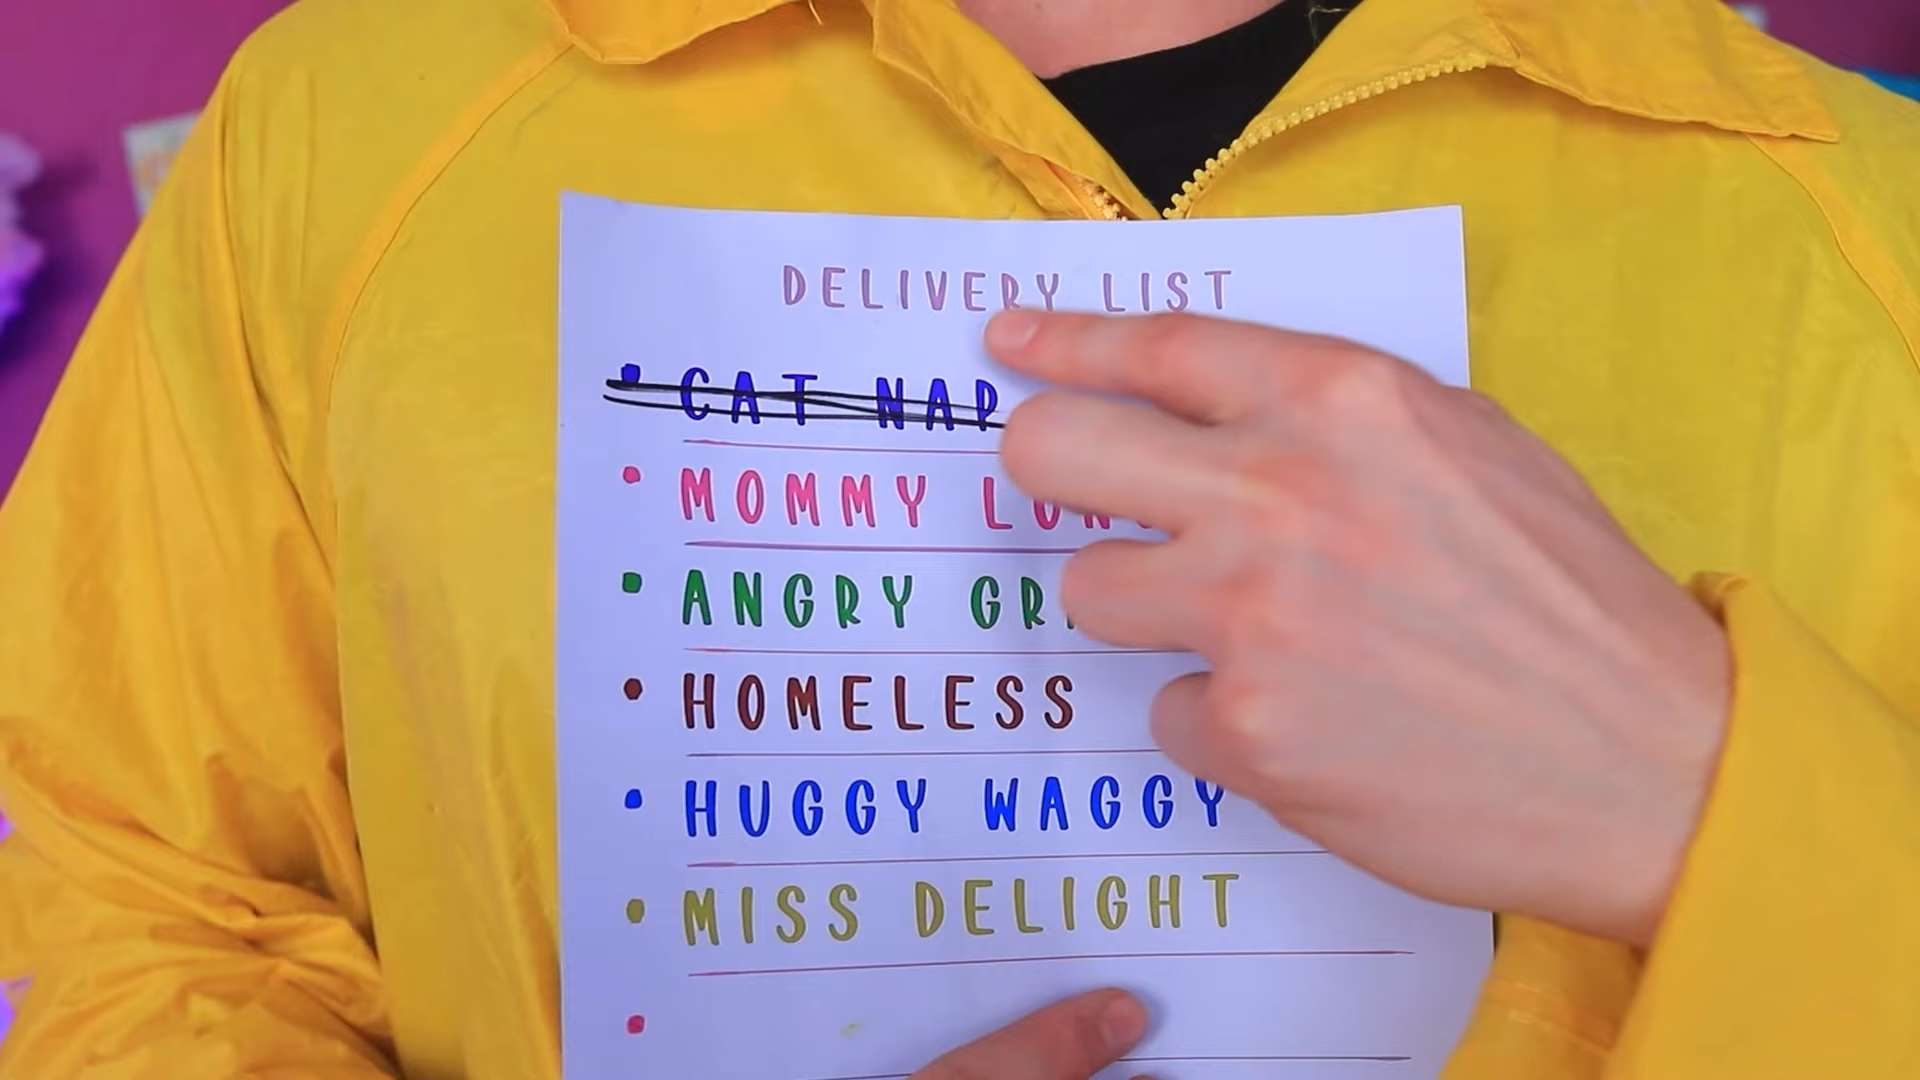 DELIVERY LIST
• CAT NAP
• MOMMY
• ANGRY
• HOMELESS
• HUGGY WAGGY
• MISS DELIGHT
•